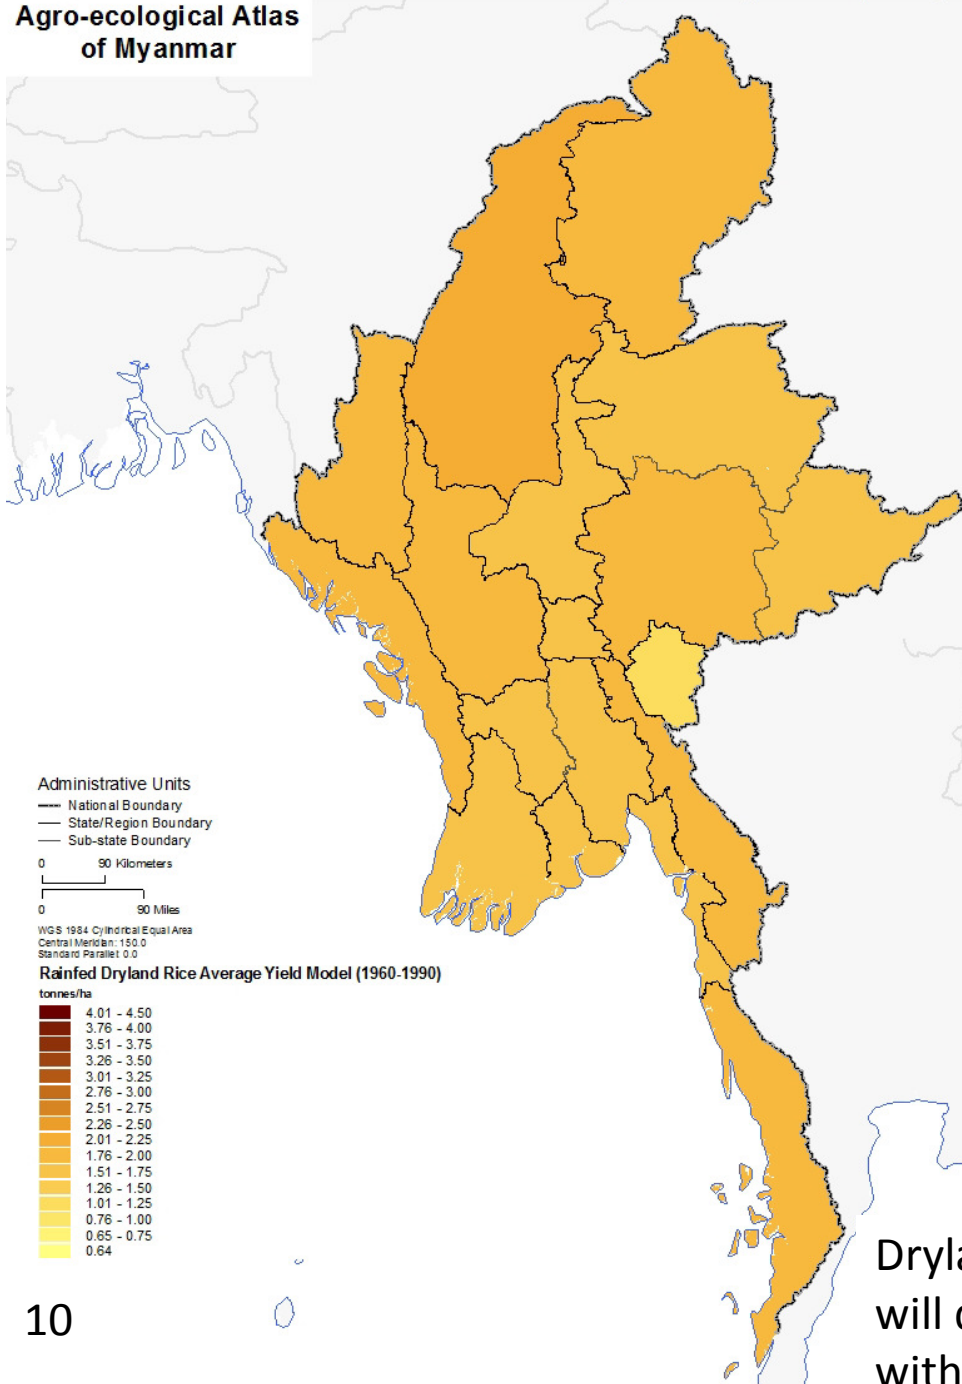 Agro-ecological Atlas
of Myanmar
Administrative Units
National Boundary
State/Region Boundary
Sub-state Boundary
0 90 Kilometers
0 90 Miles
WGS 1984 Cylindrical Equal Area
Central Meridian: 150.0
Standard Parallel: 0.0
Rainfed Dryland Rice Average Yield Model (1960-1990)
tonnes/ha
4.01 - 4.50
3.76 - 4.00
3.51 - 3.75
3.26 - 3.50
3.01 - 3.25
2.76 - 3.00
2.51 - 2.75
2.26 - 2.50
2.01 - 2.25
1.76 - 2.00
1.51 - 1.75
1.26 - 1.50
1.01 - 1.25
0.76 - 1.00
0.65 - 0.75
0.64
10
will
with